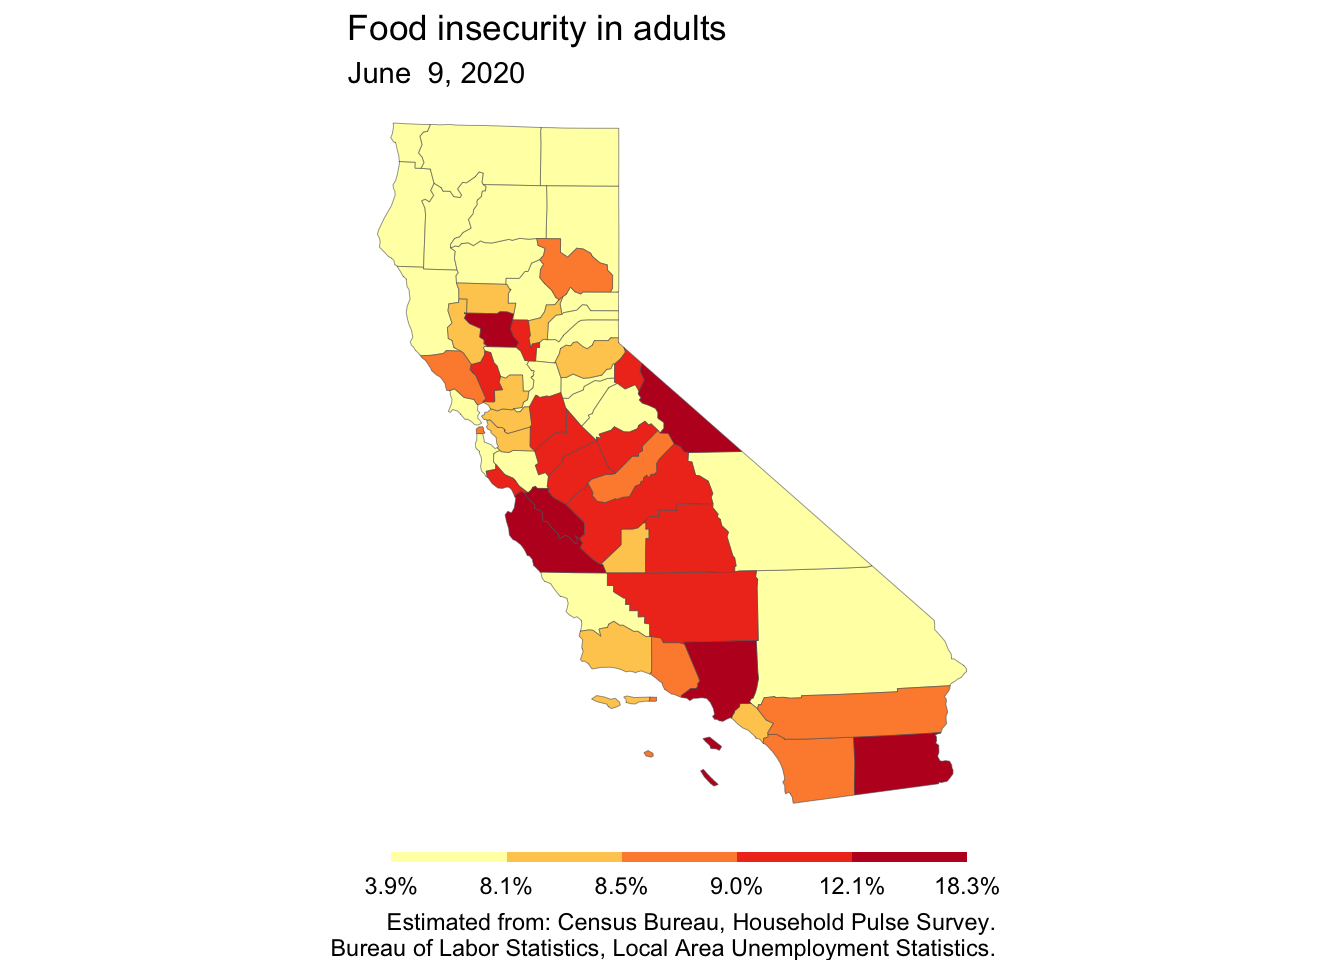 Food insecurity in adults
June  9, 2020
3.9% 8.1% 8.5% 9.0% 12.1% 18.3%
Estimated from: Census Bureau, Household Pulse Survey.
Bureau of Labor Statistics, Local Area Unemployment Statistics.